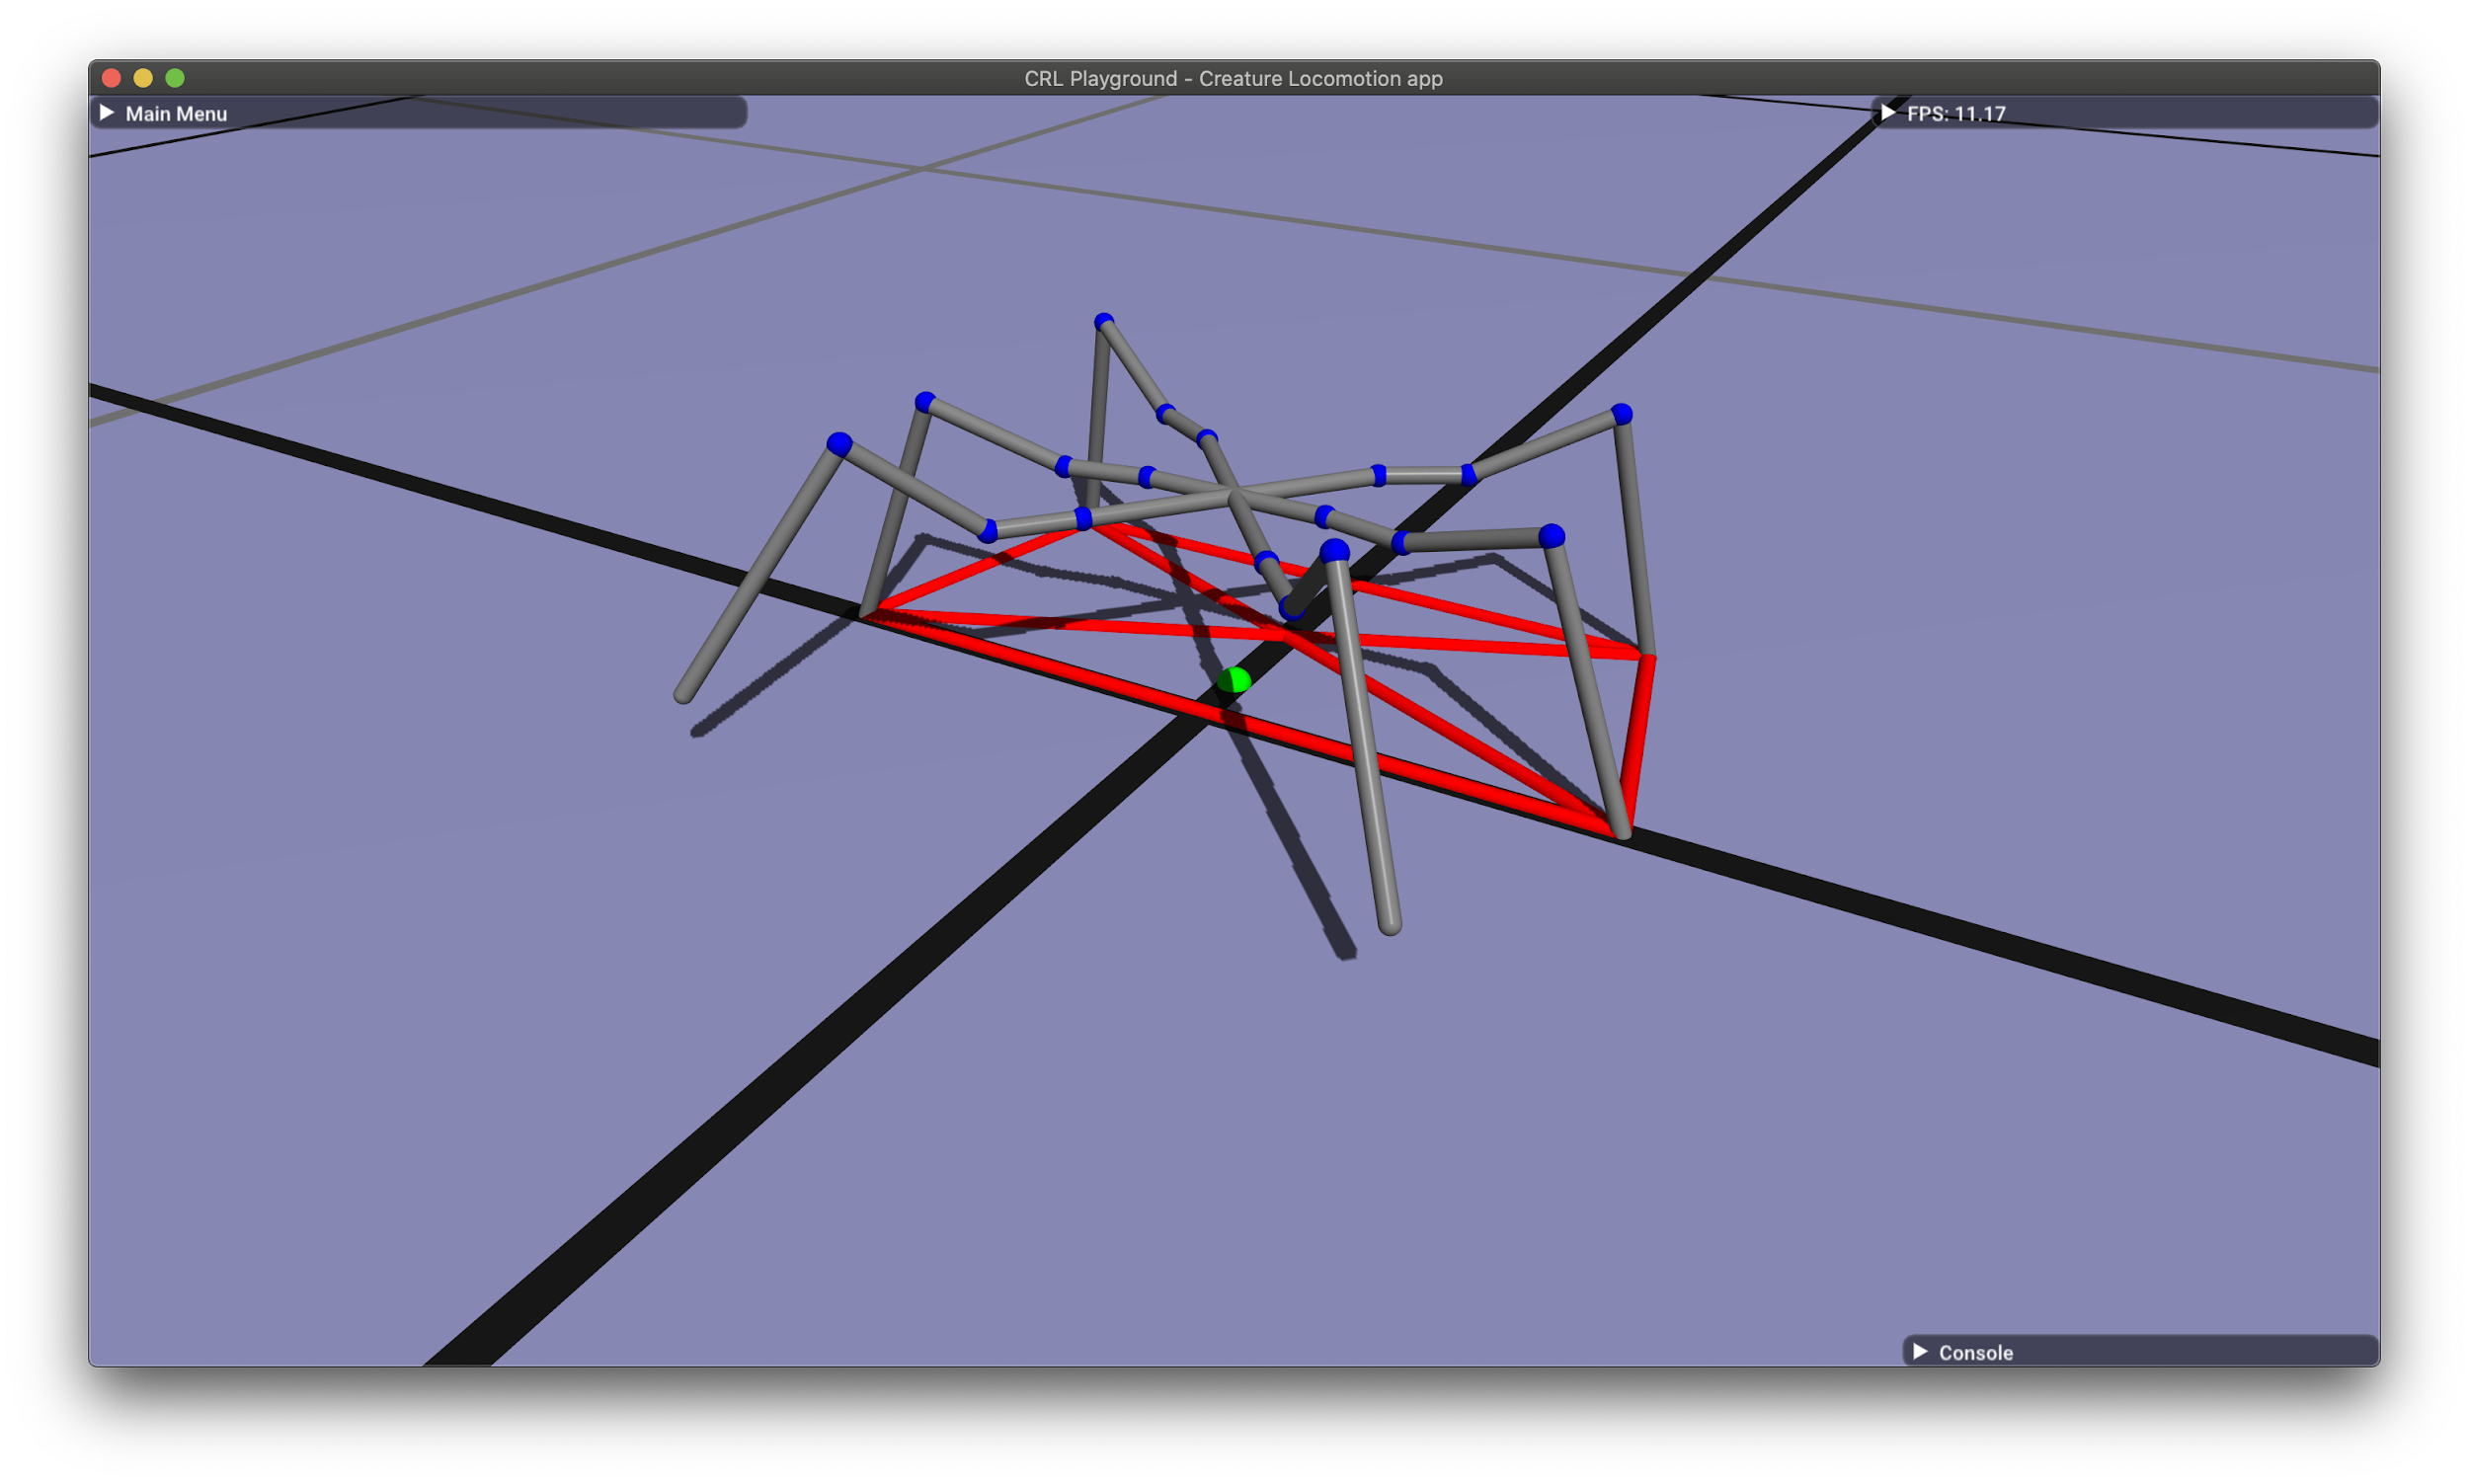 CRL Playground - Creature Locomotion app
Main Menu
FPS: 11.17
Console